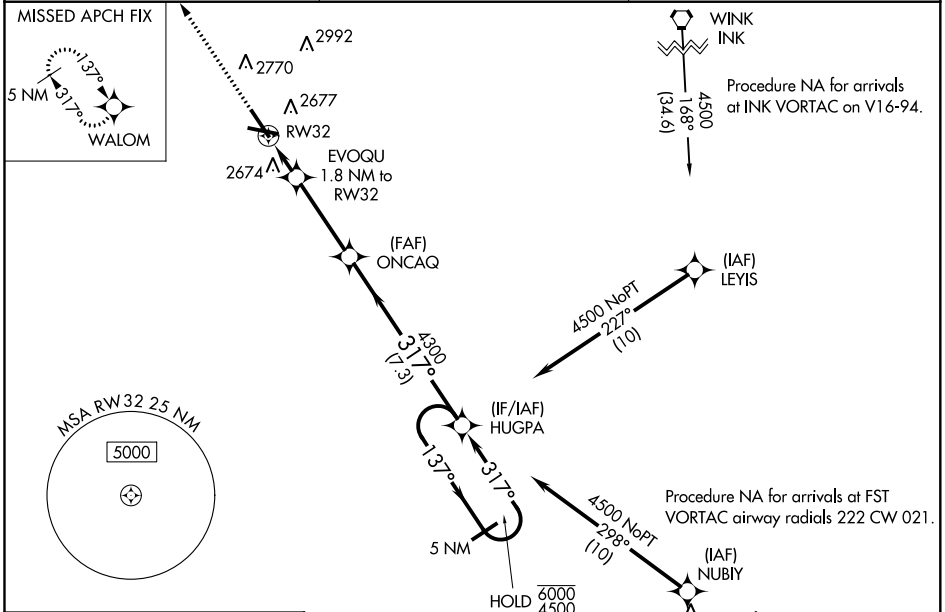 MISSED APCH FIX
137°
5 NM
317°
WALOM
2992
2770
2677
RW32
2674
EVOQU
1.8 NM to
RW32
WINK
INK
4500
168°
(34.6)
Procedure NA for arrivals
at INK VORTAC on V16-94.
(FAF)
ONCAQ
(IAF)
LEYIS
4500 NoPT
227°
(10)
4300
317°
(7.3)
(IF/IAF)
HUGPA
137°
317°
5 NM
HOLD
6000
4500
MSA RW32 25 NM
5000
4500 NoPT
298°
(10)
Procedure NA for arrivals at FST
VORTAC airway radials 222 CW 021.
(IAF)
NUBIY